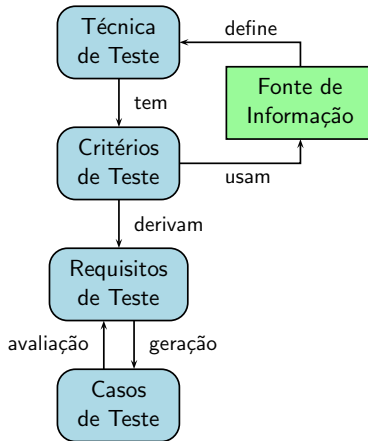 Técnica
de Teste
define
Fonte de
Informação
tem
Critérios
de Teste
usam
derivam
Requisitos
de Teste
avaliação
geração
Casos
de Teste